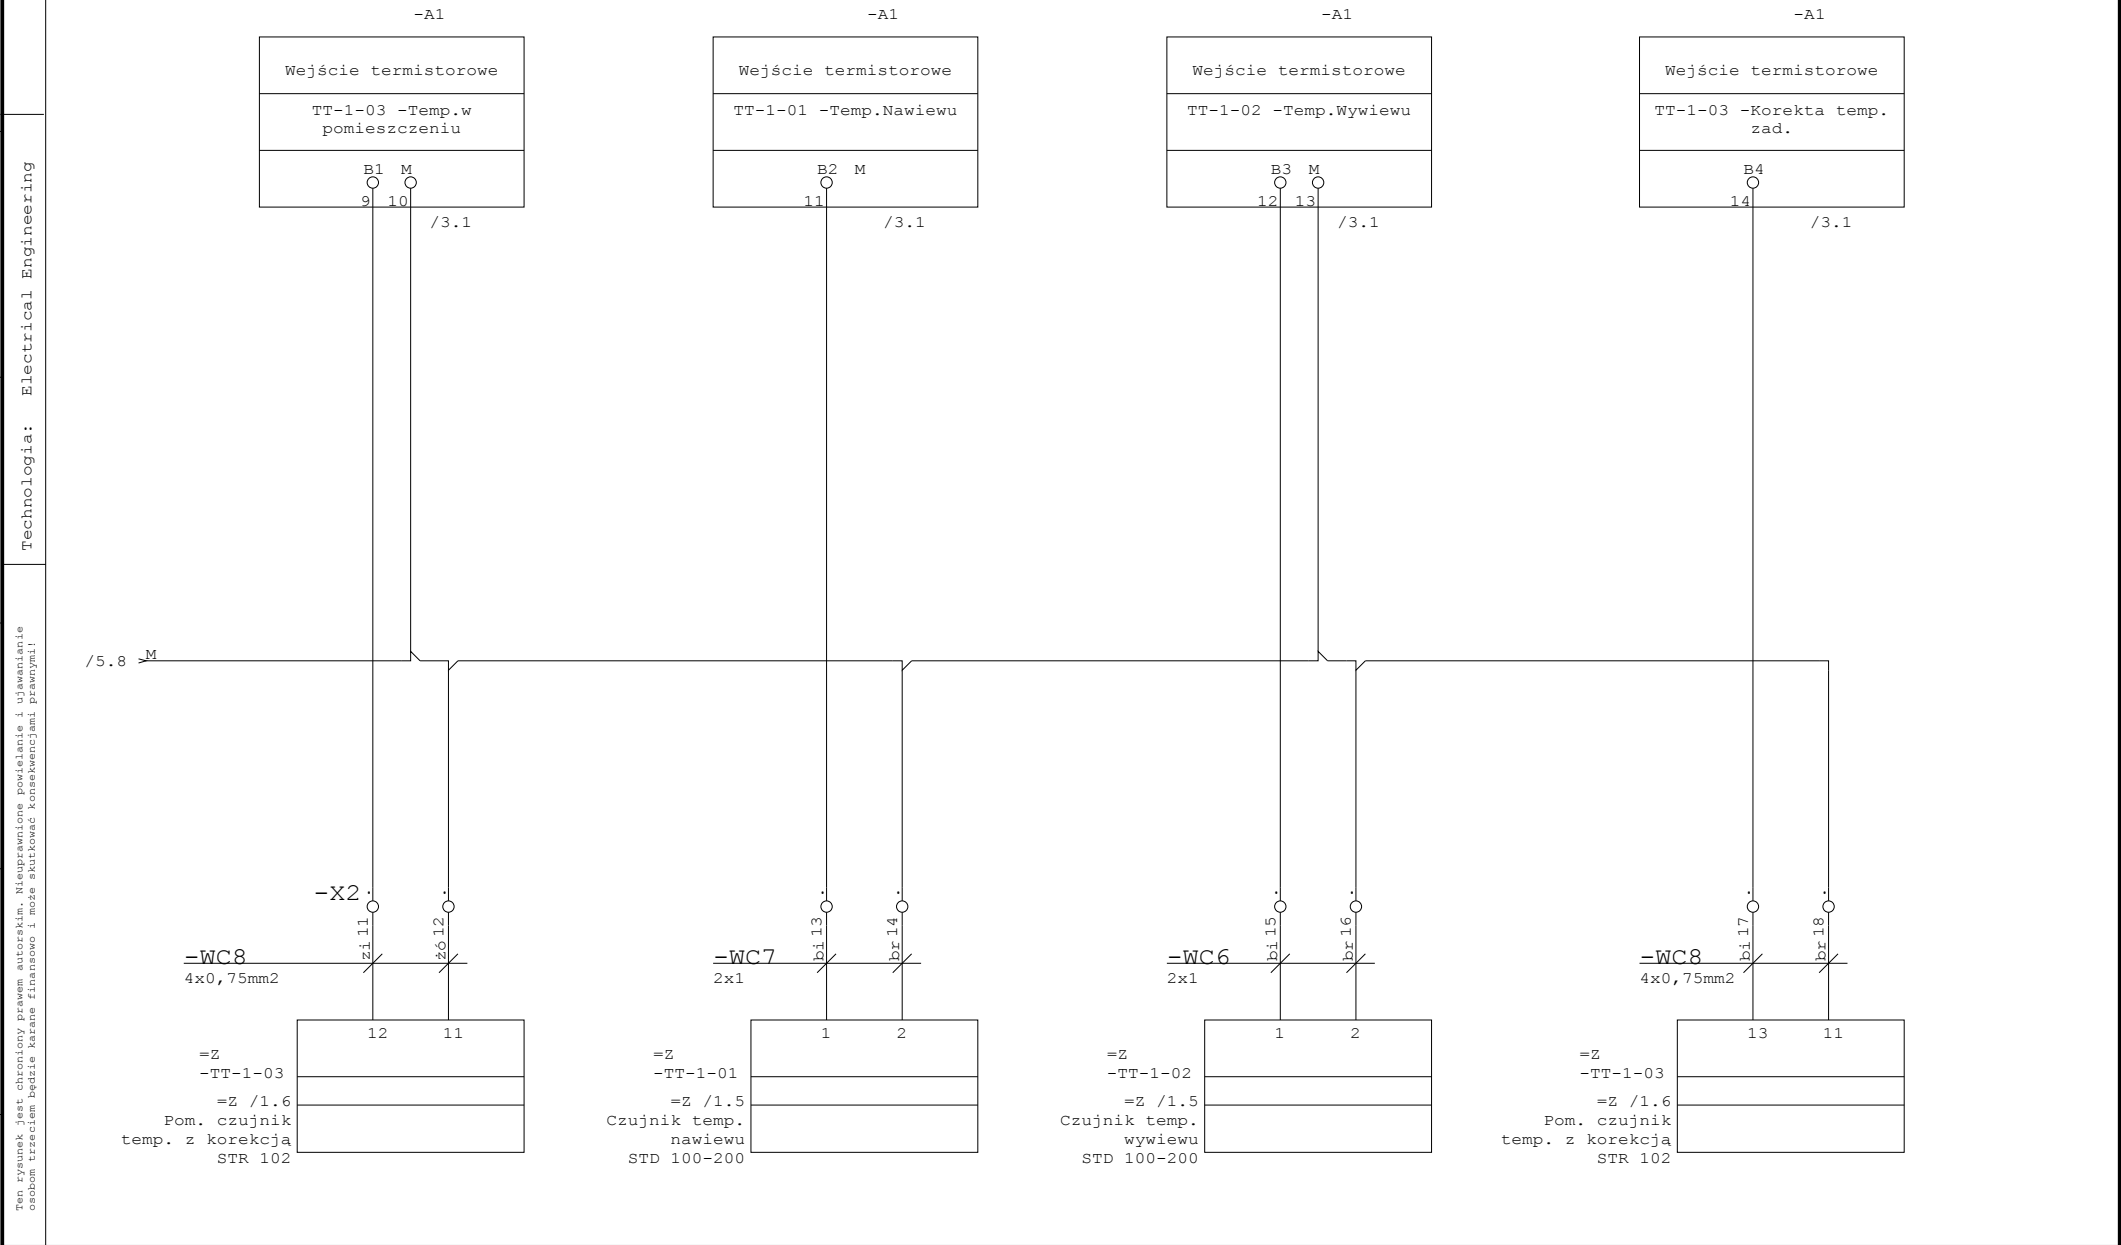 -A1
-A1
-A1
-A1
Wejście termistorowe
TT-1-03 -Temp.w
pomieszczeniu
B1 M
9 10
/3.1
Wejście termistorowe
TT-1-01 -Temp.Nawiewu
B2 M
11
/3.1
Wejście termistorowe
TT-1-02 -Temp.Wywiewu
B3 M
12 13
/3.1
Wejście termistorowe
TT-1-03 -Korekta temp.
zad.
B4
14
/3.1
/5.8 M
-X2
zi 11
żó 12
bi 13
br 14
bi 15
br 16
bi 17
br 18
-WC8
4x0,75mm2
-WC7
2x1
-WC6
2x1
-WC8
4x0,75mm2
12 11
=Z
-TT-1-03
=Z /1.6
Pom. czujnik
temp. z korekcją
STR 102
1 2
=Z
-TT-1-01
=Z /1.5
Czujnik temp.
nawiewu
STD 100-200
1 2
=Z
-TT-1-02
=Z /1.5
Czujnik temp.
wywiewu
STD 100-200
13 11
=Z
-TT-1-03
=Z /1.6
Pom. czujnik
temp. z korekcją
STR 102
Technologia: Electrical Engineering
Ten rysunek jest chroniony prawem autorskim. Nieuprawnione powielanie i ujawanianie
osobom trzeciem będzie karane finansowo i może skutkować konsekwencjami prawnymi!